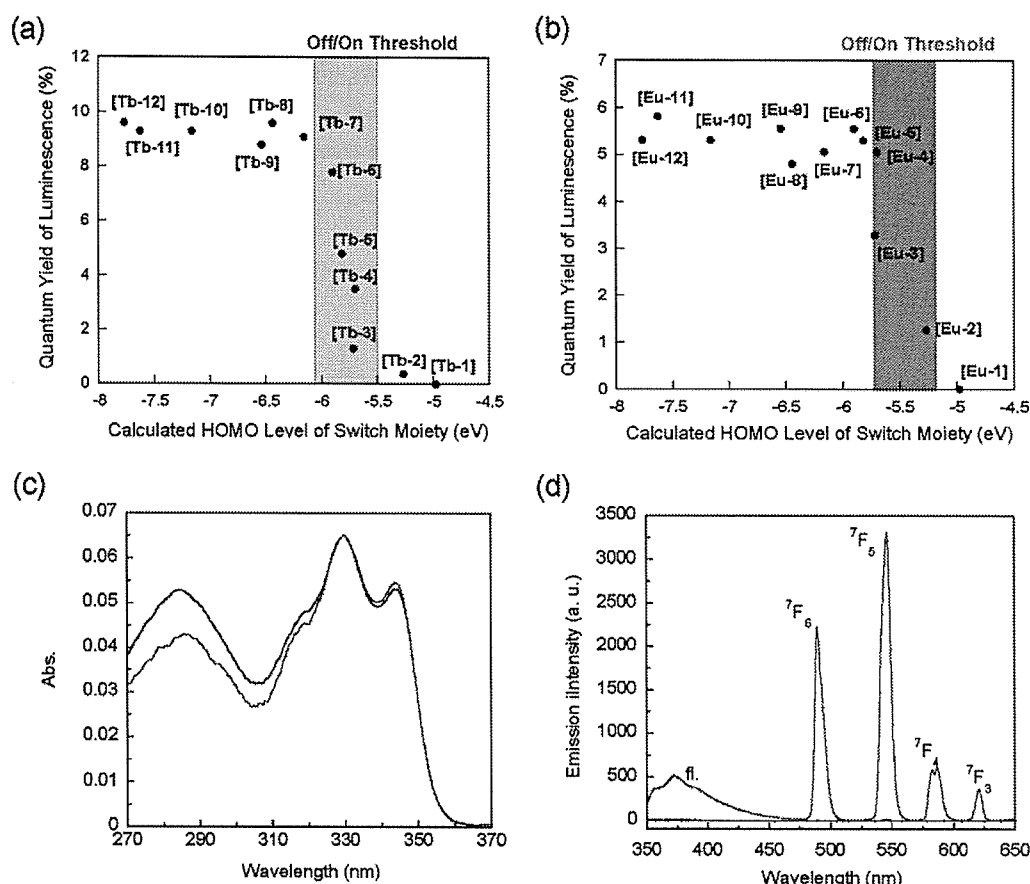 (a)
Off/On Threshold
12
10
8
6
4
2
0
[Tb-12]
[Tb-10]
[Tb-8]
[Tb-7]
[Tb-11]
[Tb-9]
[Tb-6]
[Tb-5]
[Tb-4]
[Tb-3]
[Tb-2]
[Tb-1]
-8 -7.5 -7 -6.5 -6 -5.5 -5 -4.5
Quantum Yield of Luminescence (%)
Calculated HOMO Level of Switch Moiety (eV)
(b)
Off/On Threshold
7
6
5
4
3
2
1
0
[Eu-11]
[Eu-9]
[Eu-6]
[Eu-10]
[Eu-5]
[Eu-12]
[Eu-8]
[Eu-7]
[Eu-4]
[Eu-3]
[Eu-2]
[Eu-1]
-8 -7.5 -7 -6.5 -6 -5.5 -5 -4.5
Quantum Yield of Luminescence (%)
Calculated HOMO Level of Switch Moiety (eV)
(c)
0.07
0.06
0.05
0.04
0.03
0.02
0.01
0
270 290 310 330 350 370
Abs.
Wavelength (nm)
(d)
3500
3000
2500
2000
1500
1000
500
0
fl.
⁷F₆
⁷F₅
⁷F
⁷F₃
350 400 450 500 550 600 650
Emission iIntensity (a. u.)
Wavelength (nm)